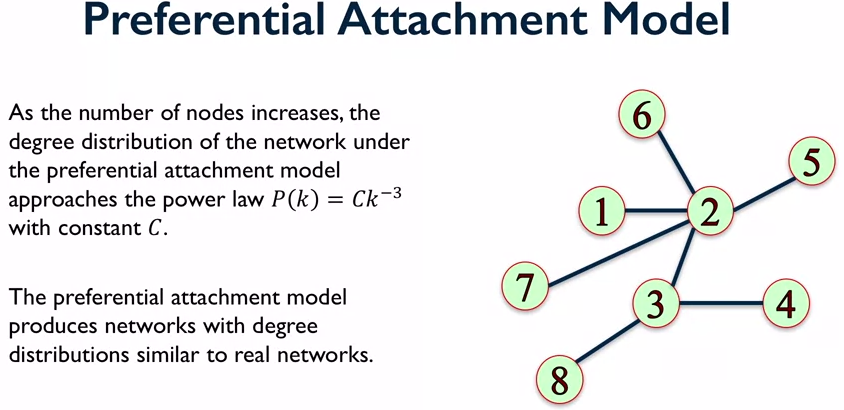 Preferential Attachment Model
As the number of nodes increases, the
degree distribution of the network under
the preferential attachment model
approaches the power law P(k) = Ck⁻³
with constant C.
The preferential attachment model
produces networks with degree
distributions similar to real networks.
6
5
1
2
7
3
4
8